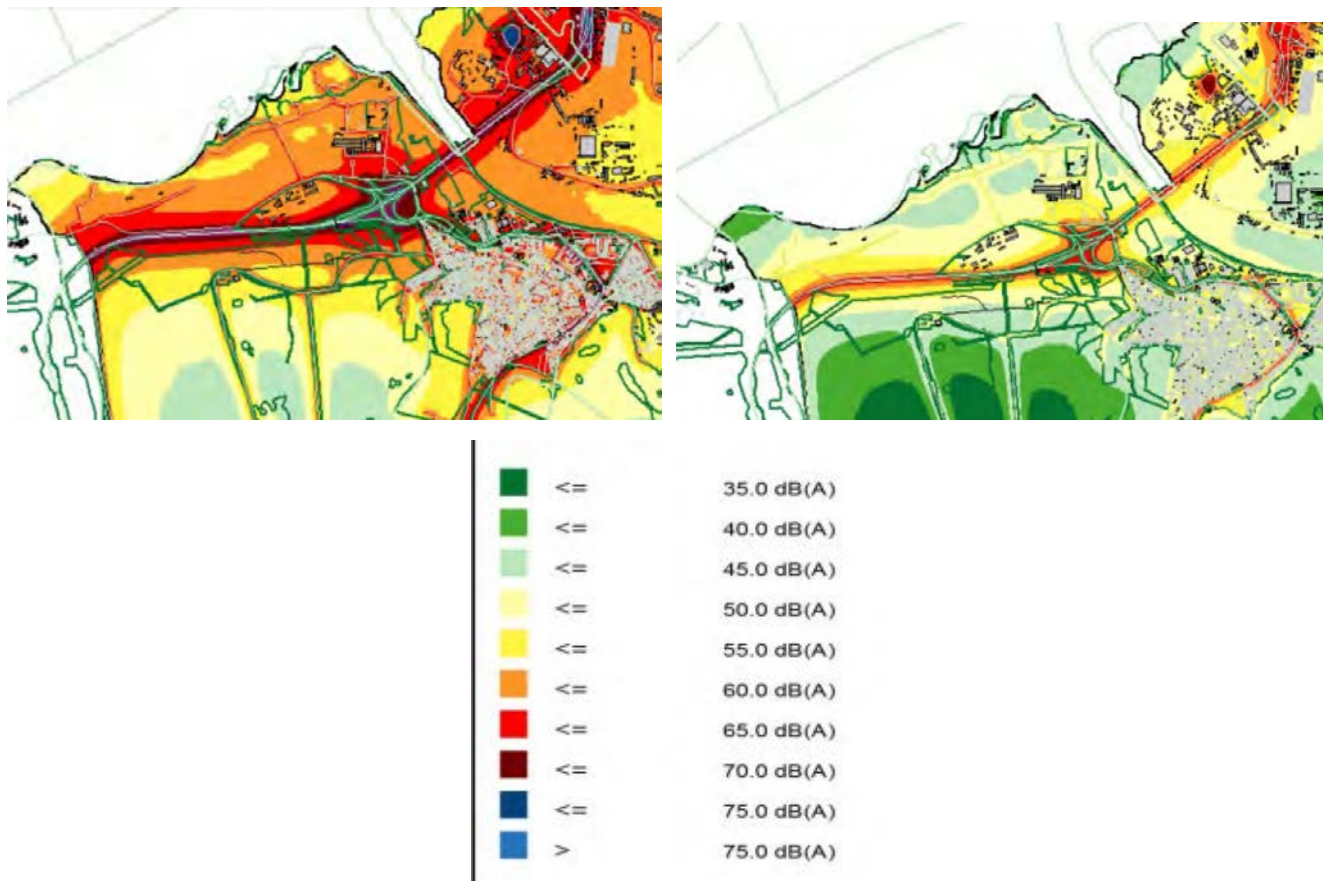 <= 35.0 dB(A)
<= 40.0 dB(A)
<= 45.0 dB(A)
<= 50.0 dB(A)
<= 55.0 dB(A)
<= 60.0 dB(A)
<= 65.0 dB(A)
<= 70.0 dB(A)
<= 75.0 dB(A)
> 75.0 dB(A)